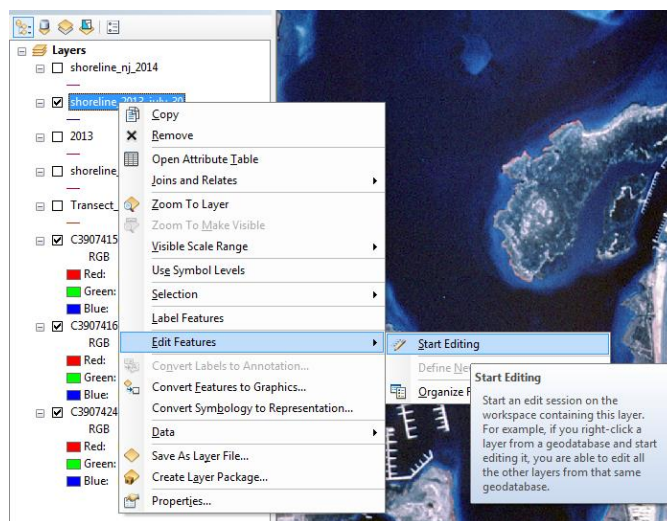 Layers
shoreline_nj_2014
shoreline_2013_july_30
2013
shoreline_
Transect_
C3907415
RGB
Red:
Green:
Blue:
C3907416
RGB
Red:
Green:
Blue:
C3907424
RGB
Red:
Green:
Blue:
Copy
Remove
Open Attribute Table
Joins and Relates
Zoom To Layer
Zoom To Make Visible
Visible Scale Range
Use Symbol Levels
Selection
Label Features
Edit Features
Convert Labels to Annotation...
Convert Features to Graphics...
Convert Symbology to Representation...
Data
Save As Layer File...
Create Layer Package...
Properties...
Start Editing
Define
Organize
Start Editing
Start an edit session on the
workspace containing this layer.
For example, if you right-click a
layer from a geodatabase and start
editing it, you are able to edit all
the other layers from that same
geodatabase.